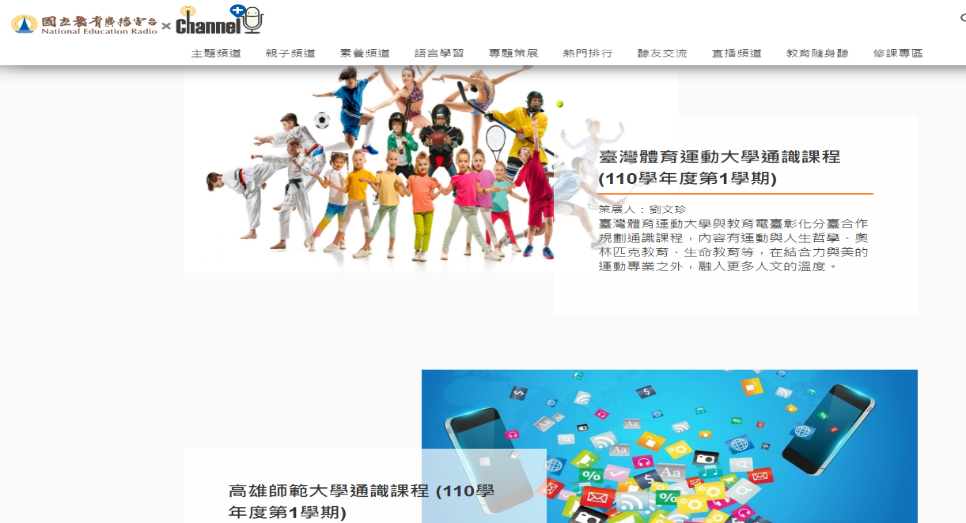 國立教育廣播電台 × Channel+
National Education Radio
主題頻道 親子頻道 素養頻道 語言學習 專題策展 熱門排行 聽友交流 直播頻道 教育隨身聽 修課專區
臺灣體育運動大學通識課程
(110學年度第1學期)
策展人：劉文珍
臺灣體育運動大學與教育電臺彰化分臺合作
規劃通識課程，內容有運動與人生哲學、奧
林匹克教育、生命教育等，在結合力與美的
運動專業之外，融入更多人文的溫度。
Aa
Aa
Aa
%
%
高雄師範大學通識課程 (110學
年度第1學期)